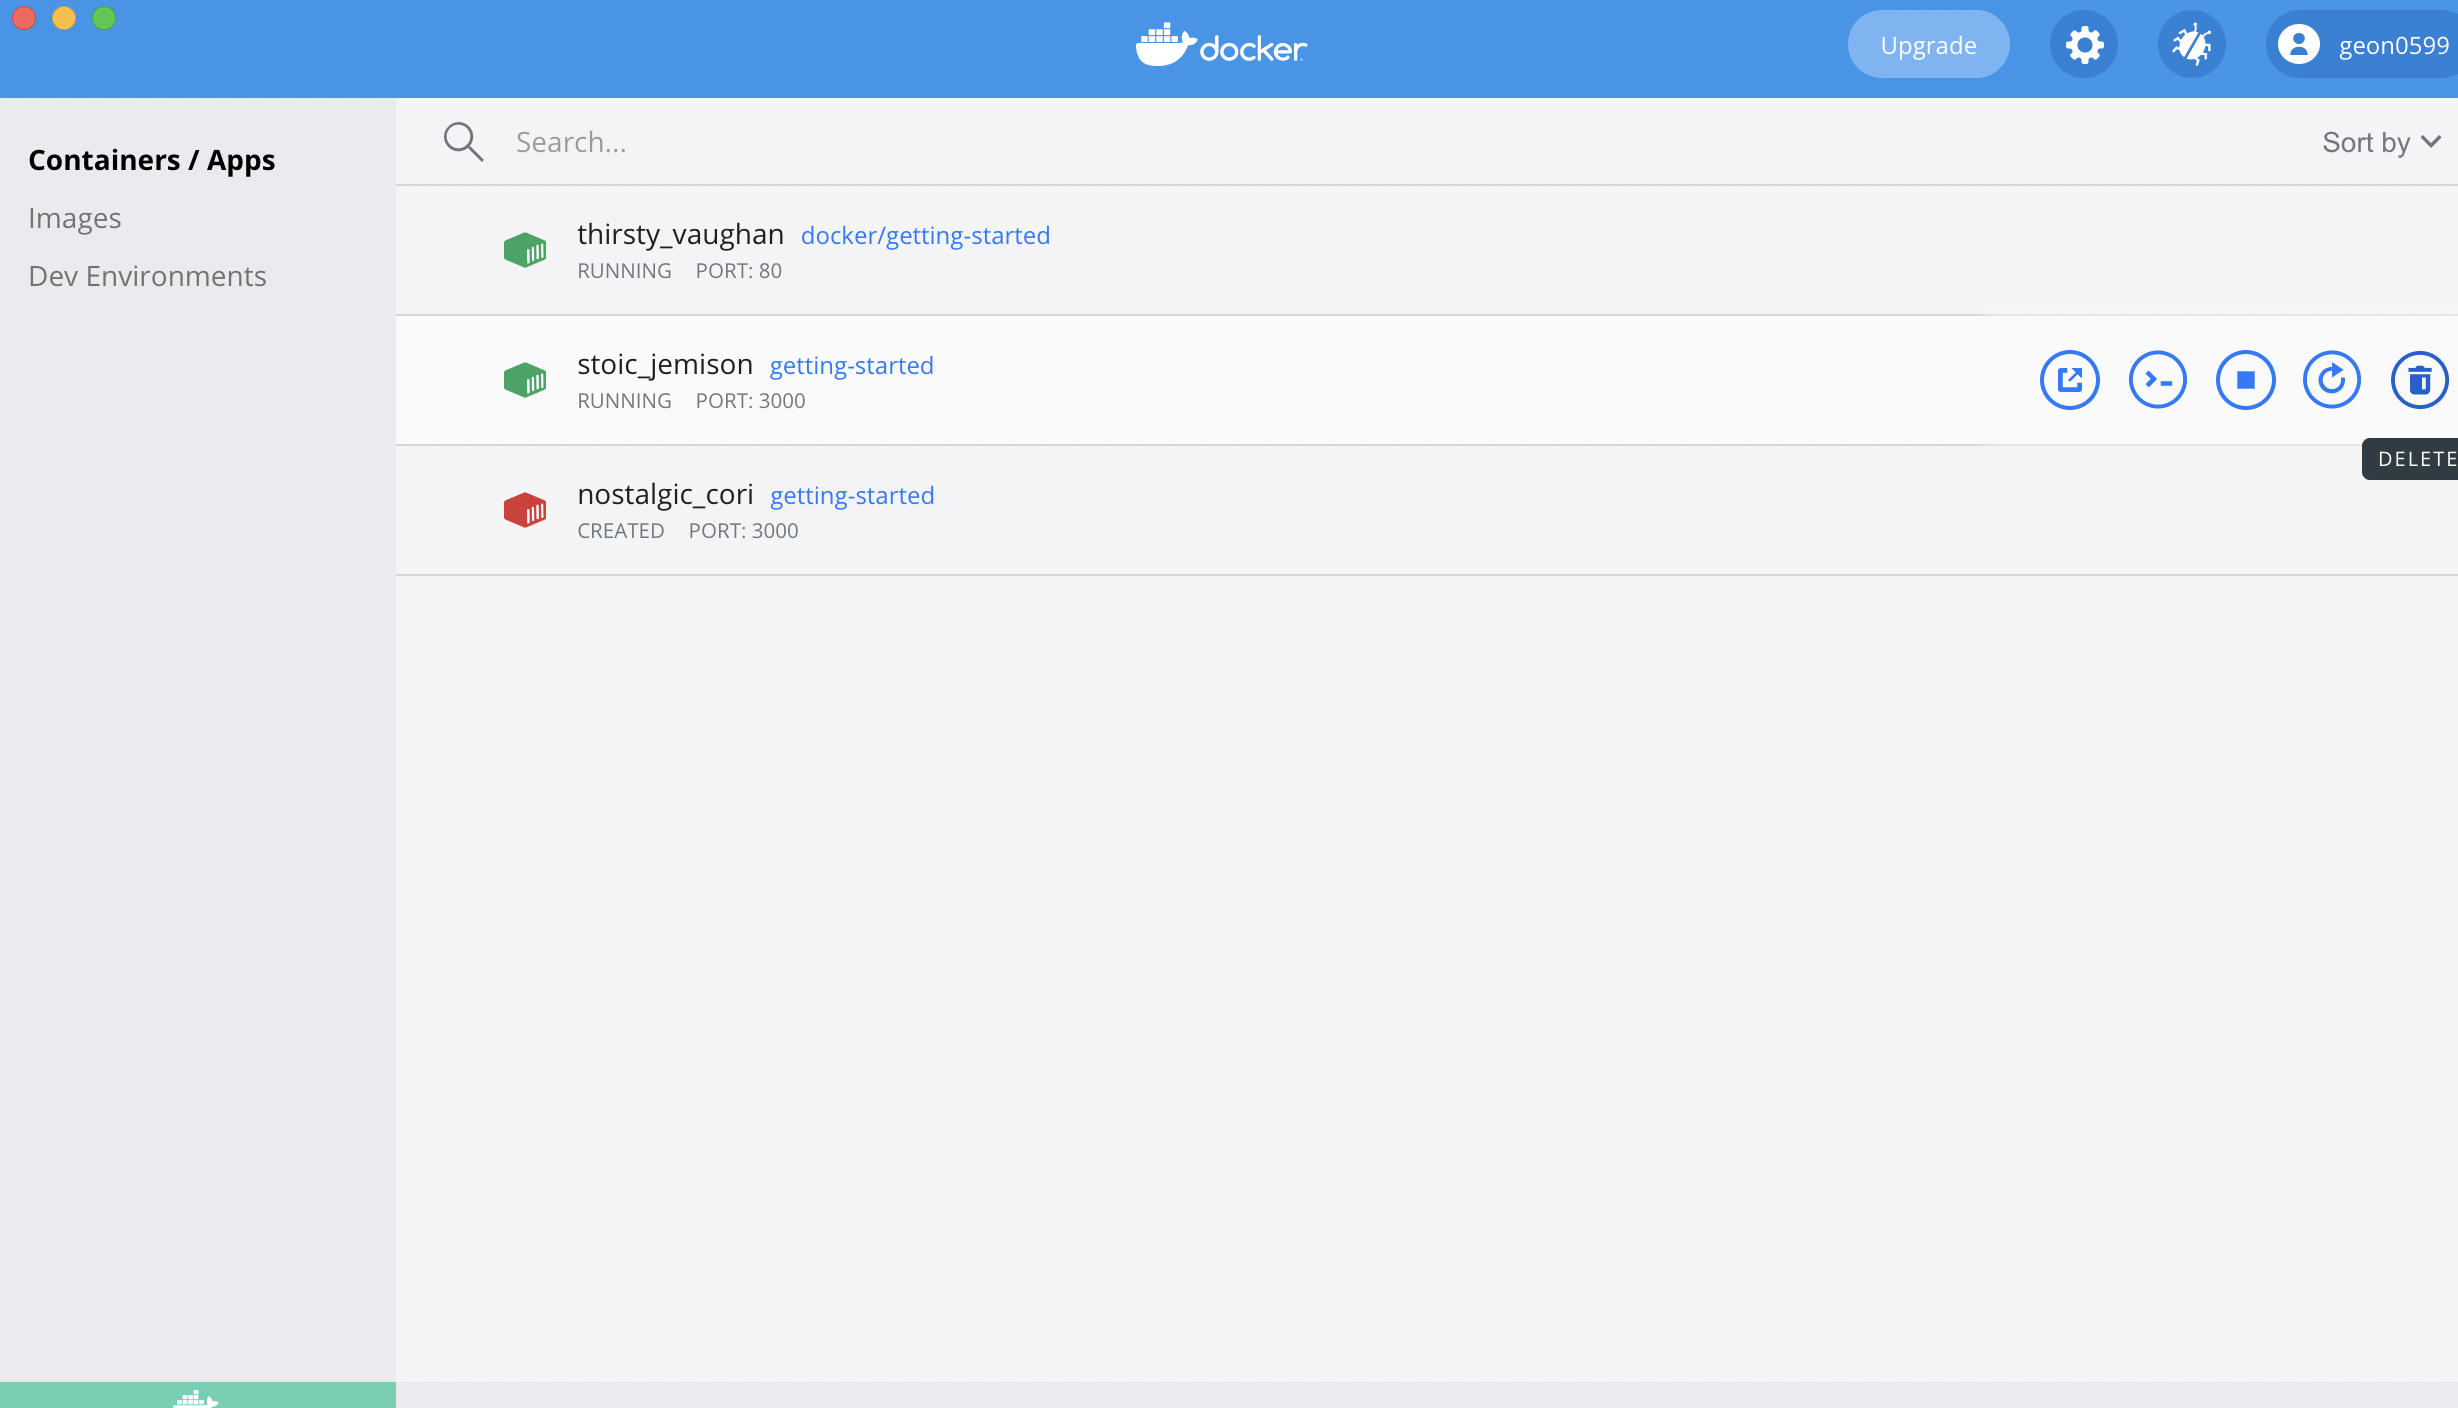 docker
Upgrade
geon0599
Containers / Apps
Images
Dev Environments
Search...
Sort by
thirsty_vaughan docker/getting-started
RUNNING PORT: 80
stoic_jemison getting-started
RUNNING PORT: 3000
DELETE
nostalgic_cori getting-started
CREATED PORT: 3000